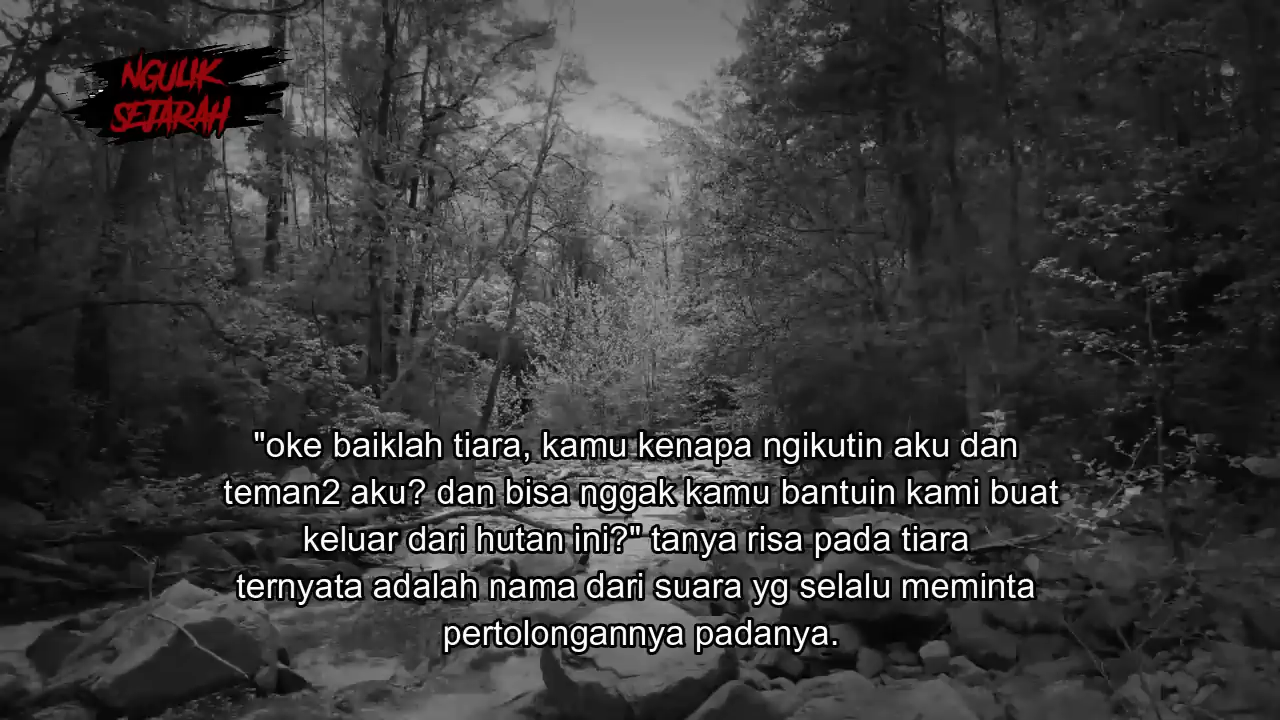 NGULIK
SEJARAH
"oke baiklah tiara, kamu kenapa ngikutin aku dan
teman2 aku? dan bisa nggak kamu bantuin kami buat
keluar dari hutan ini?" tanya risa pada tiara
ternyata adalah nama dari suara yg selalu meminta
pertolongannya padanya.